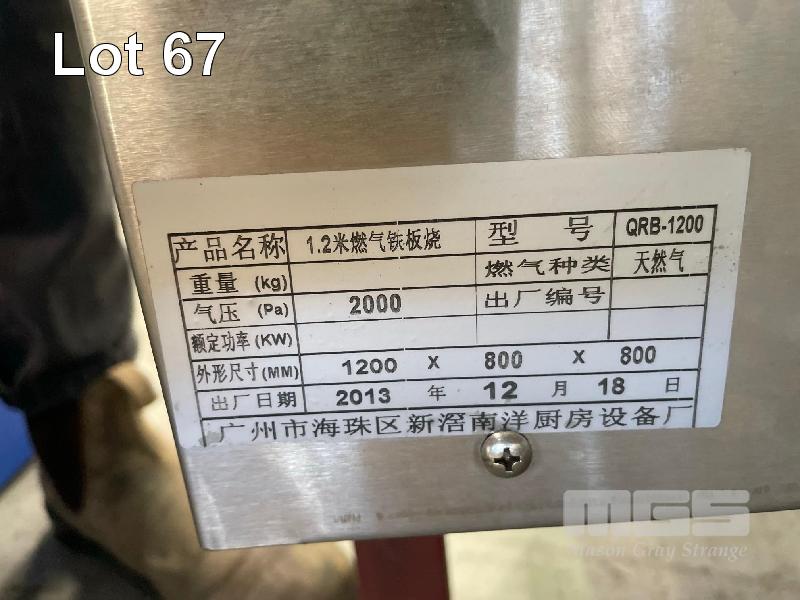 Lot 67
产品名称 1.2米燃气铁板烧 型 号 QRB-1200
重量 (kg) 燃气种类 天然气
气压 (Pa) 2000 出厂编号
额定功率(KW)
外形尺寸(MM) 1200 X 800 X 800
出厂日期 2013 年 12 月 18 日
广州市海珠区新滘南洋厨房设备厂
MGS
Mason Gray Strange